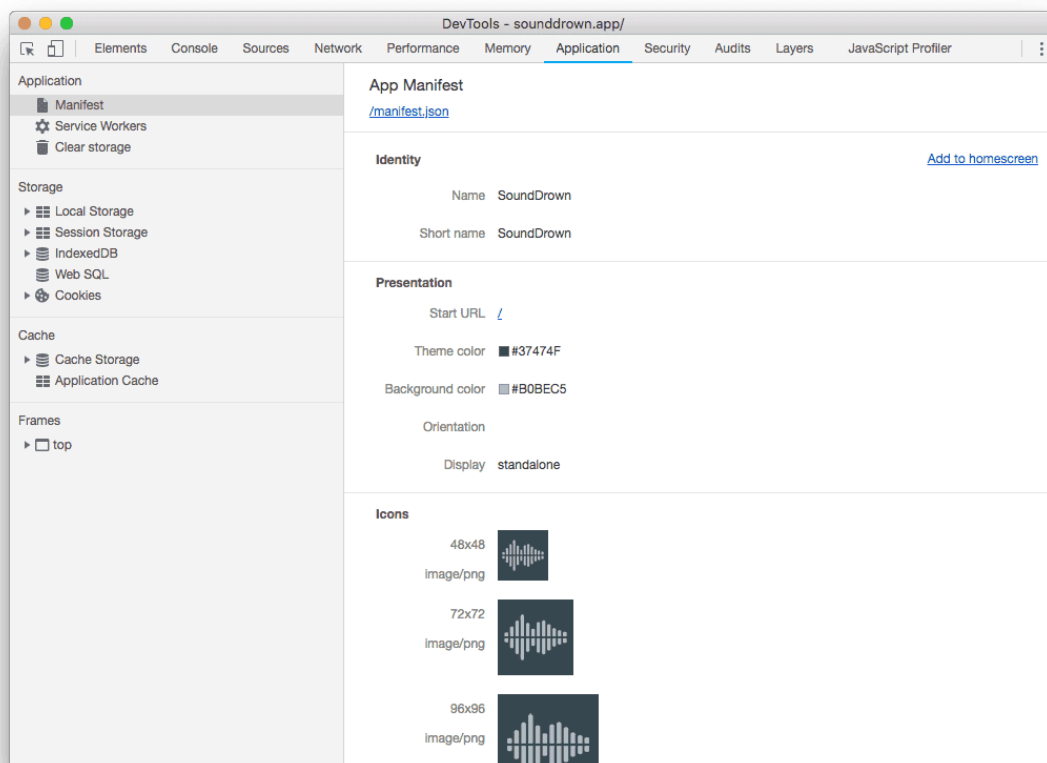 DevTools - sounddrown.app/
Elements Console Sources Network Performance Memory Application Security Audits Layers JavaScript Profiler
Application
Manifest
Service Workers
Clear storage
Storage
Local Storage
Session Storage
IndexedDB
Web SQL
Cookies
Cache
Cache Storage
Application Cache
Frames
top
App Manifest
/manifest.json
Identity Add to homescreen
Name SoundDrown
Short name SoundDrown
Presentation
Start URL /
Theme color #37474F
Background color #B0BEC5
Orientation
Display standalone
Icons
48x48
image/png
72x72
image/png
96x96
image/png